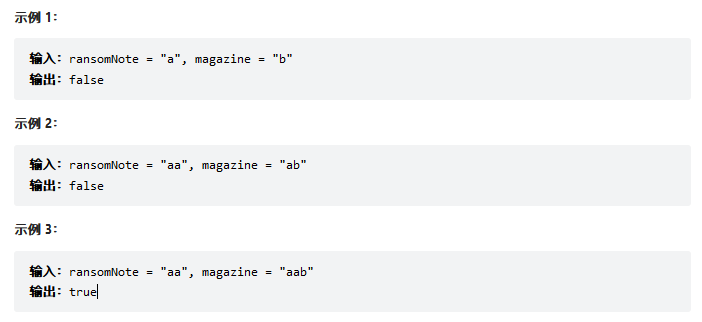 示例 1:
输入: ransomNote = "a", magazine = "b"
输出: false
示例 2:
输入: ransomNote = "aa", magazine = "ab"
输出: false
示例 3:
输入: ransomNote = "aa", magazine = "aab"
输出: true